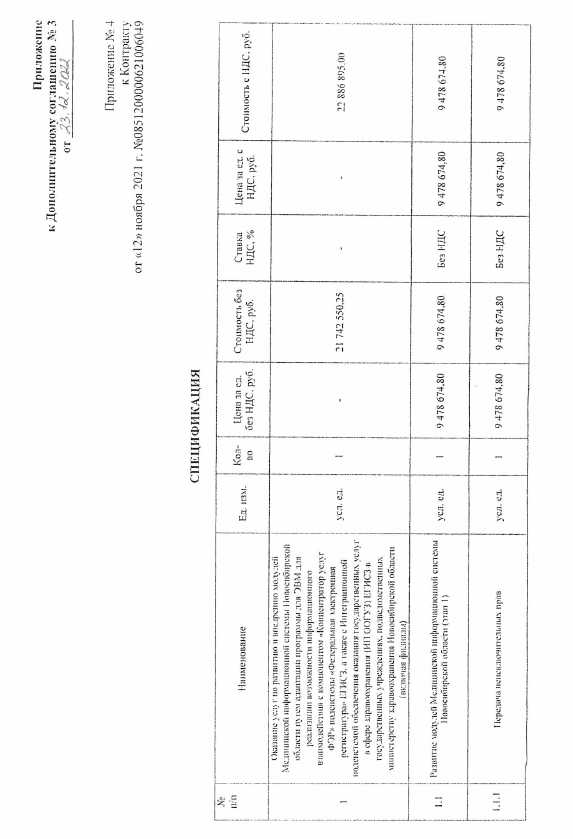 Приложение
к Дополнительному соглашению № 3
от 23.12.2022
Приложение № 4
к Контракту
от «12» ноября 2021 г. №08512000000621006049
СПЕЦИФИКАЦИЯ
№
п/п
Наименование
Ед. изм.
Кол-
во
Цена за ед.
без НДС, руб.
Стоимость без
НДС, руб.
Ставка
НДС, %
Цена за ед. с
НДС, руб.
Стоимость с НДС, руб.
1
Оказание услуг по развитию и внедрению модулей
Медицинской информационной системы Новосибирской
области путем адаптации программы для ЭВМ для
реализации возможности информационного
взаимодействия с компонентом «Концентратор услуг
ФЭР» подсистемы «Федеральная электронная
регистратура» ЕГИСЗ, а также с Интеграционной
подсистемой обеспечения оказания государственных услуг
в сфере здравоохранения (ИП ООГУЗ) ЕГИСЗ в
государственных учреждениях, подведомственных
министерству здравоохранения Новосибирской области
(включая филиалы)
усл. ед.
1
-
21 742 550,25
-
-
22 886 895,00
1.1
Развитие модулей Медицинской информационной системы
Новосибирской области (этап 1)
усл. ед.
1
9 478 674,80
9 478 674,80
Без НДС
9 478 674,80
9 478 674,80
1.1.1
Передача неисключительных прав
усл. ед.
1
9 478 674,80
9 478 674,80
Без НДС
9 478 674,80
9 478 674,80